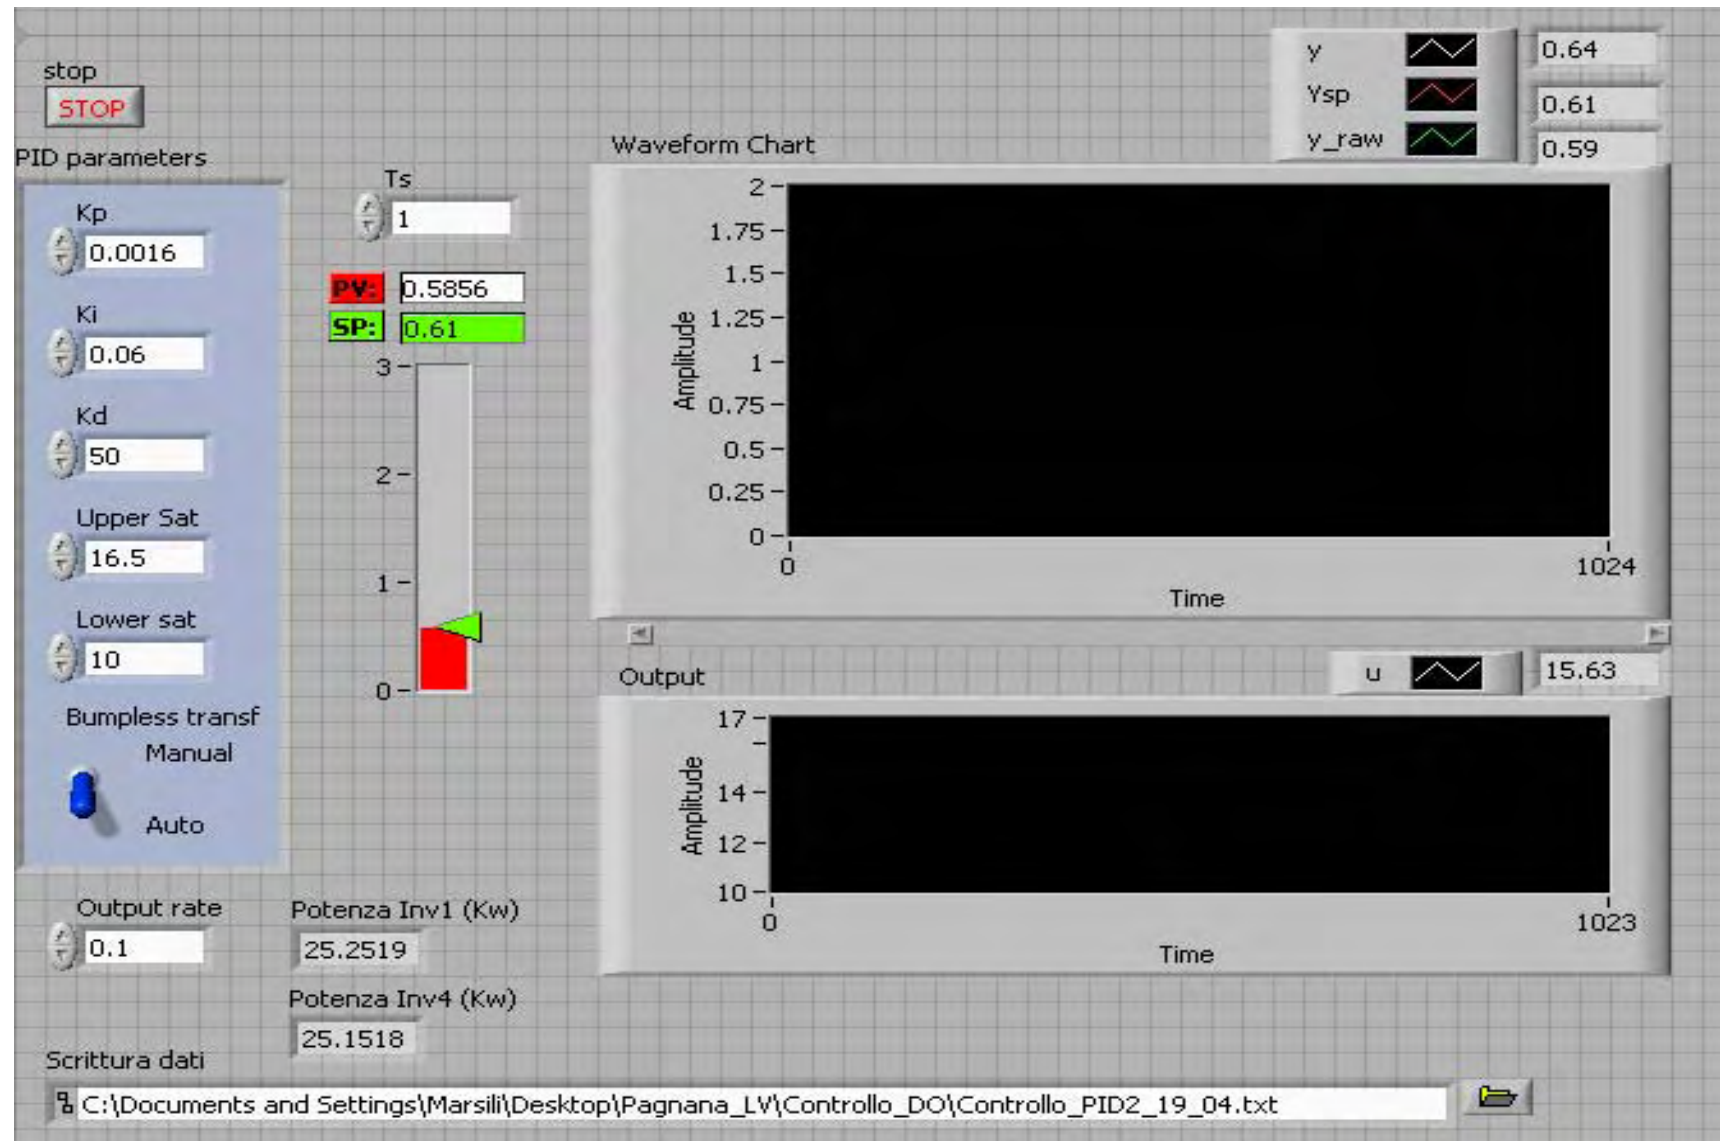 stop
STOP
PID parameters
Kp
0.0016
Ki
0.06
Kd
50
Upper Sat
16.5
Lower sat
10
Bumpless transf
Manual
Auto
Output rate
0.1
Ts
1
PV: 0.5856
SP: 0.61
3
2
1
0
Potenza Inv1 (Kw)
25.2519
Potenza Inv4 (Kw)
25.1518
y 0.64
Ysp 0.61
y_raw 0.59
Waveform Chart
2
1.75
1.5
1.25
1
0.75
0.5
0.25
0
Amplitude
0 1024
Time
Output
u 15.63
17
14
12
10
Amplitude
0 1023
Time
Scrittura dati
C:\Documents and Settings\Marsili\Desktop\Pagnana_LV\Controllo_DO\Controllo_PID2_19_04.txt